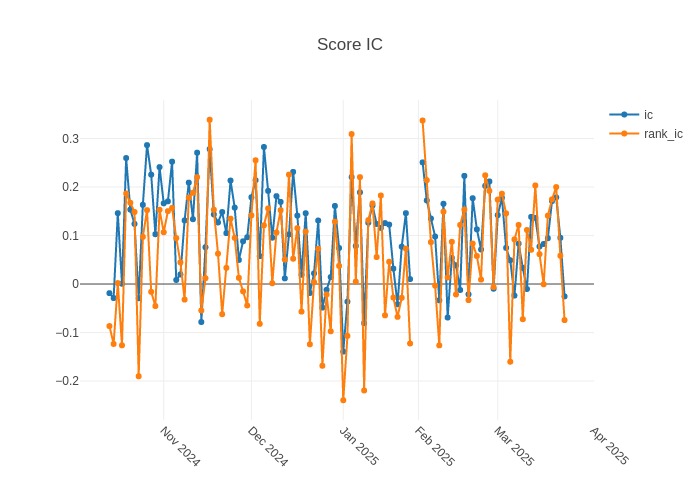 Score IC
ic
rank_ic
0.3
0.2
0.1
0
−0.1
−0.2
Nov 2024
Dec 2024
Jan 2025
Feb 2025
Mar 2025
Apr 2025